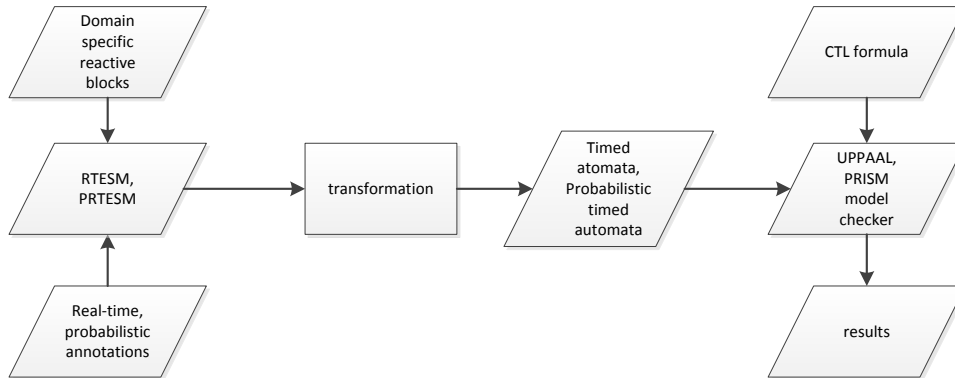 Domain
specific
reactive
blocks
CTL formula
RTESM,
PRTESM
transformation
Timed
atomata,
Probabilistic
timed
automata
UPPAAL,
PRISM
model
checker
Real-time,
probabilistic
annotations
results